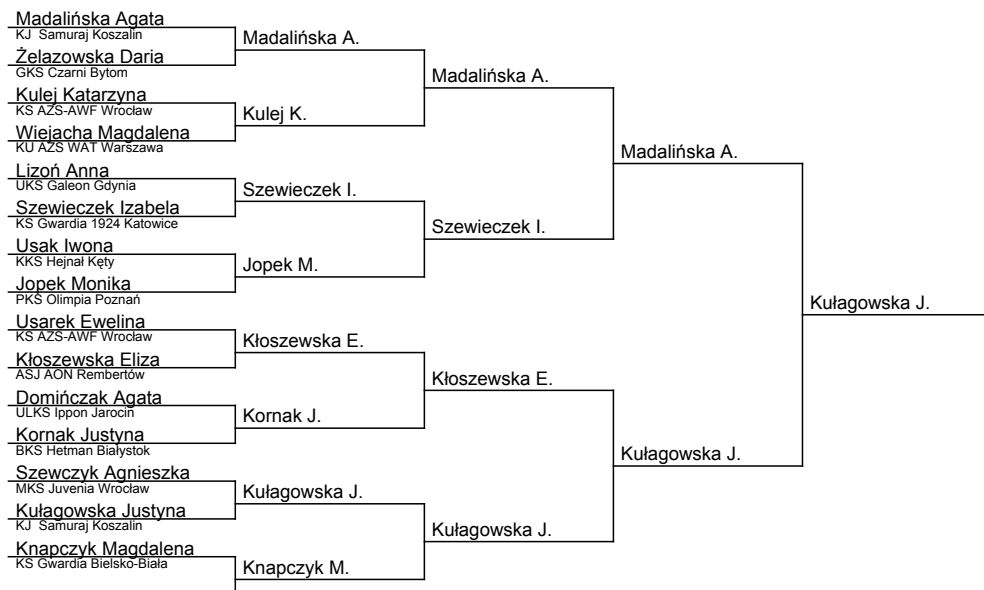 Madalińska Agata
KJ Samuraj Koszalin
Madalińska A.
Żelazowska Daria
GKS Czarni Bytom
Madalińska A.
Kulej Katarzyna
KS AZS-AWF Wrocław
Kulej K.
Wiejacha Magdalena
KU AZS WAT Warszawa
Madalińska A.
Lizoń Anna
UKS Galeon Gdynia
Szewieczek I.
Szewieczek Izabela
KS Gwardia 1924 Katowice
Szewieczek I.
Usak Iwona
KKS Hejnał Kęty
Jopek M.
Jopek Monika
PKS Olimpia Poznań
Kułagowska J.
Usarek Ewelina
KS AZS-AWF Wrocław
Kłoszewska E.
Kłoszewska Eliza
ASJ AON Rembertów
Kłoszewska E.
Domińczak Agata
ULKS Ippon Jarocin
Kornak J.
Kornak Justyna
BKS Hetman Białystok
Kułagowska J.
Szewczyk Agnieszka
MKS Juvenia Wrocław
Kułagowska J.
Kułagowska Justyna
KJ Samuraj Koszalin
Kułagowska J.
Knapczyk Magdalena
KS Gwardia Bielsko-Biała
Knapczyk M.